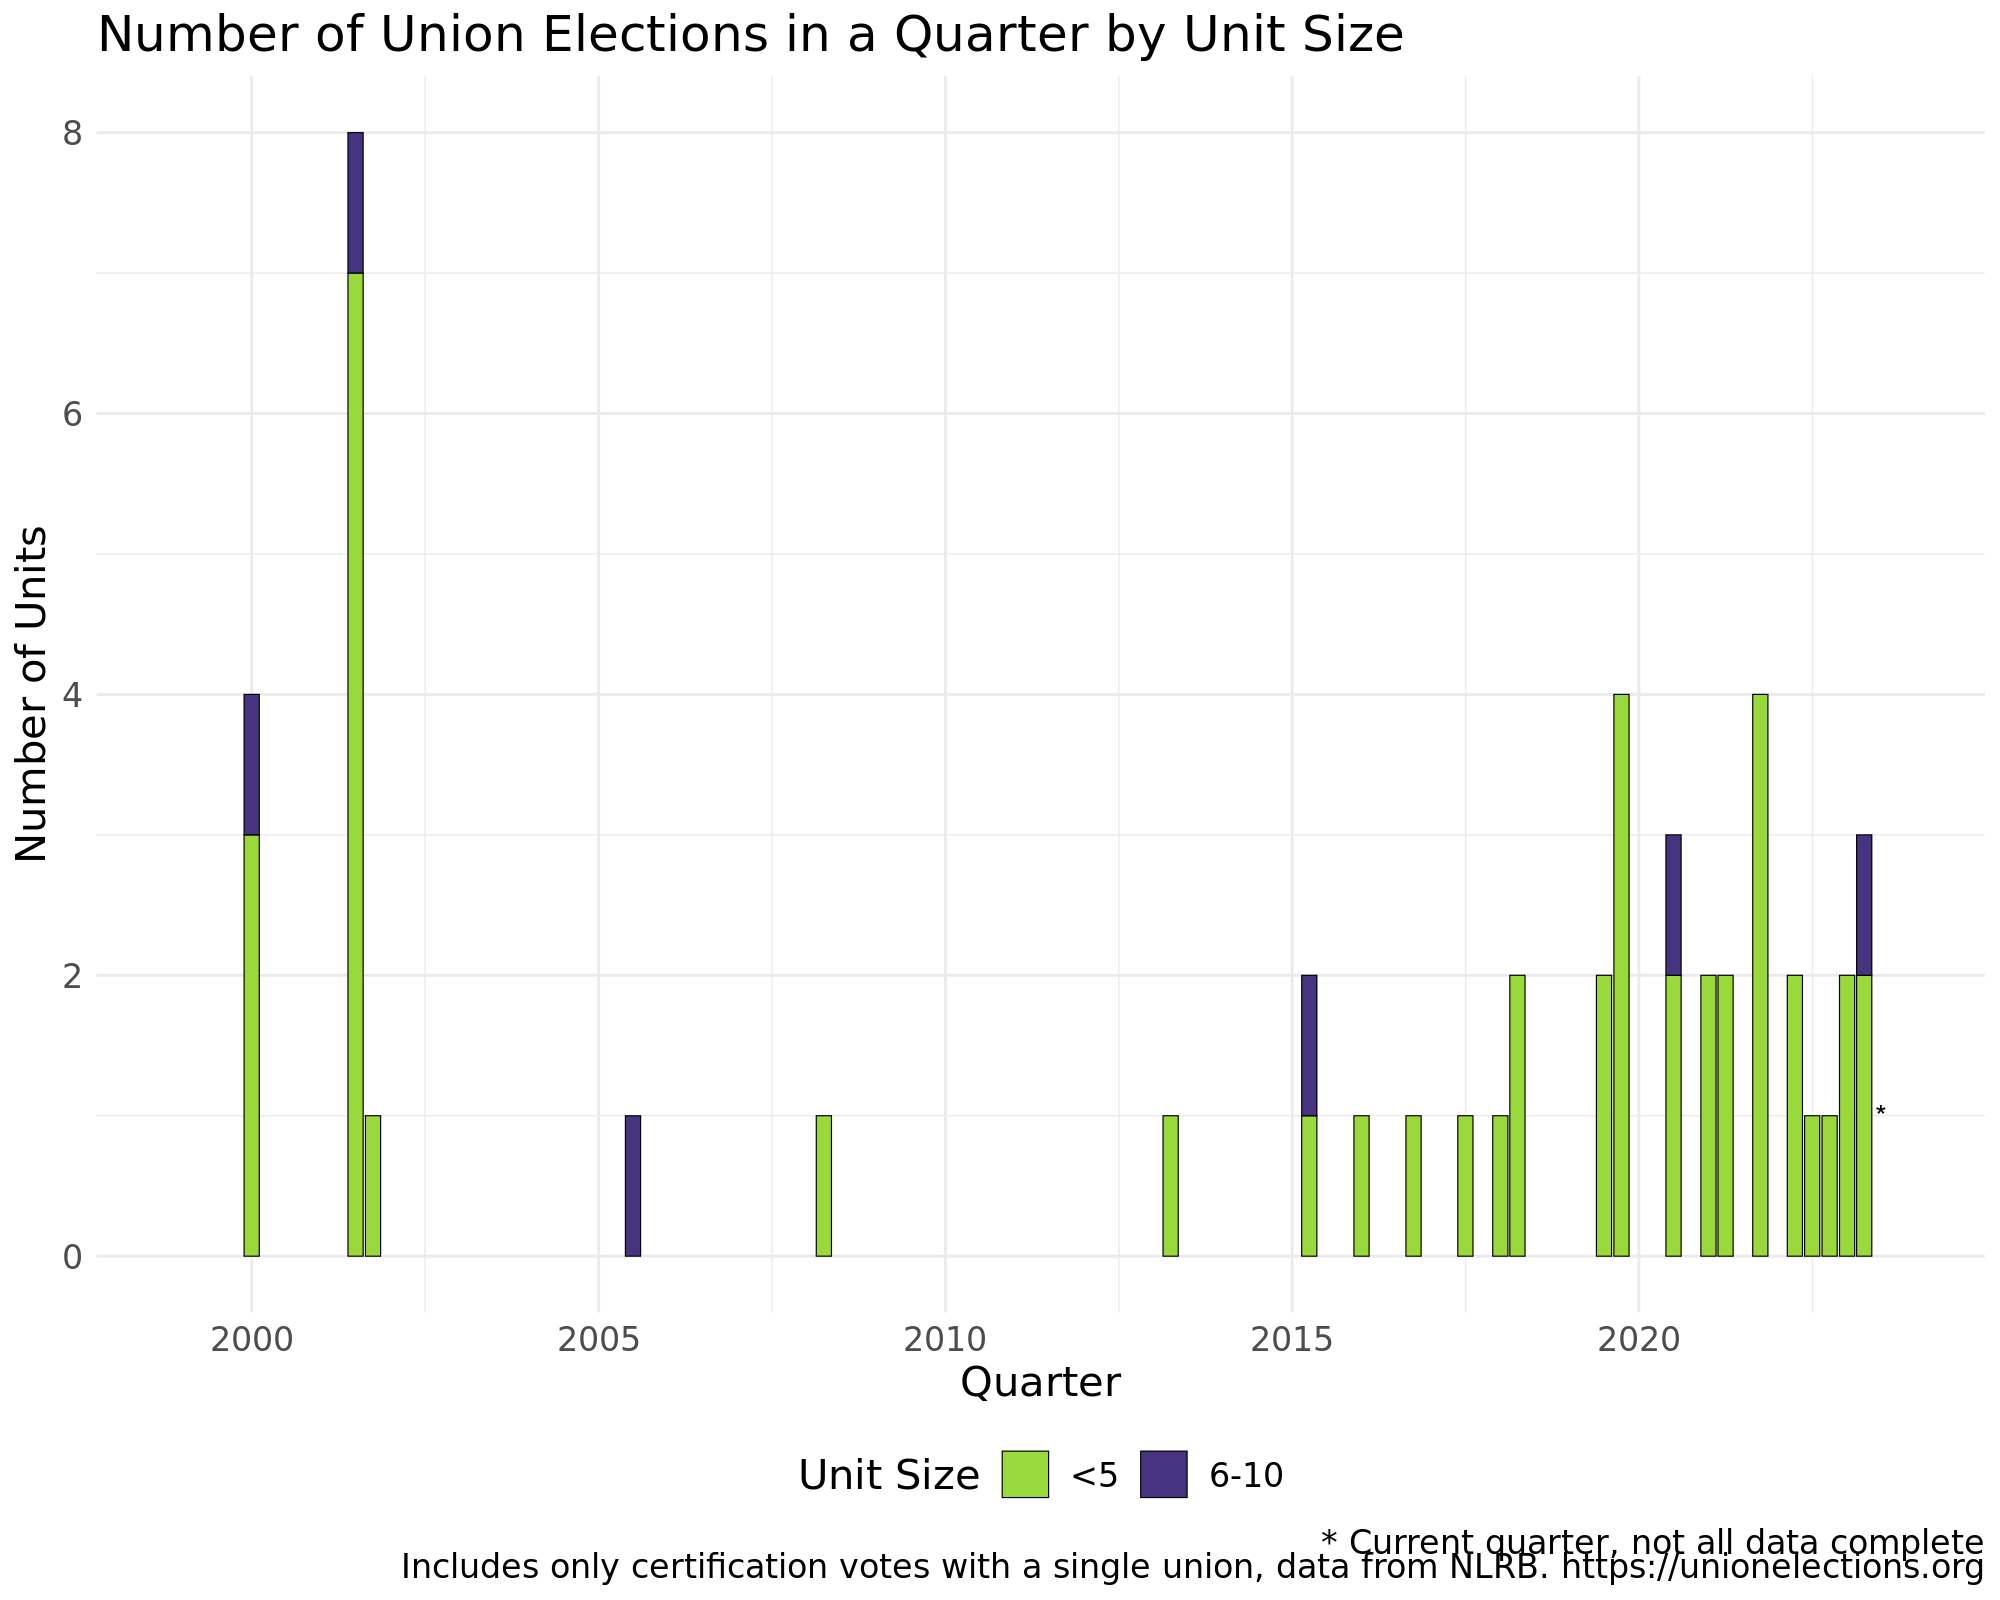 Number of Union Elections in a Quarter by Unit Size
Number of Units
8
6
4
2
0
*
2000 2005 2010 2015 2020
Quarter
Unit Size <5 6-10
* Current quarter, not all data complete
Includes only certification votes with a single union, data from NLRB. https://unionelections.org